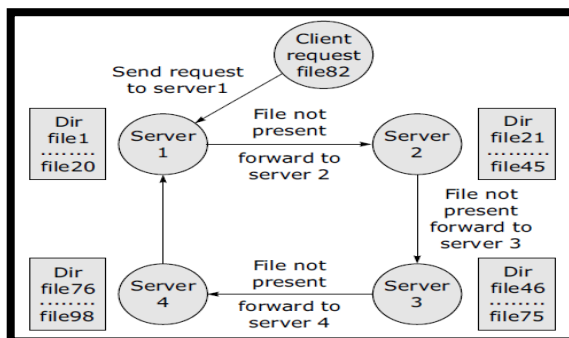 Client
request
file82
Send request
to server1
Dir
file1
........
file20
Server
1
File not
present
forward to
server 2
Server
2
Dir
file21
.........
file45
File not
present
forward to
server 3
Dir
file76
........
file98
Server
4
File not
present
forward to
server 4
Server
3
Dir
file46
........
file75